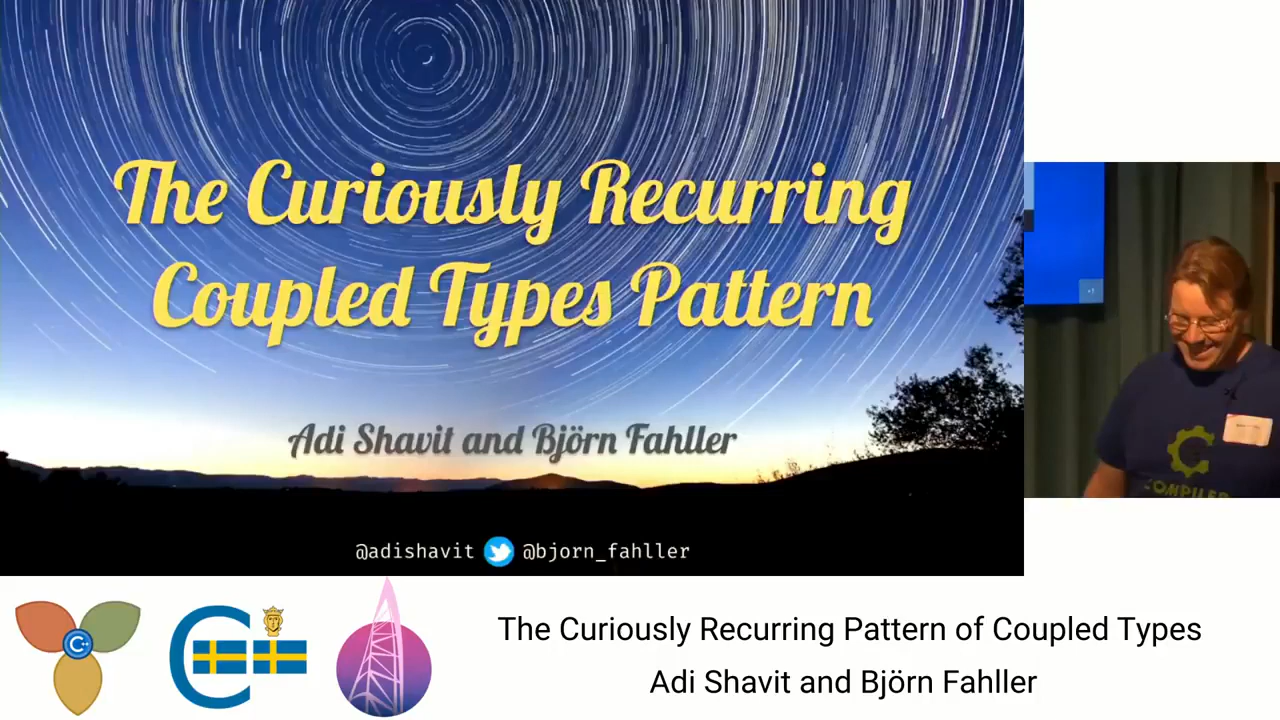 The Curiously Recurring
Coupled Types Pattern
Adi Shavit and Björn Fahller
@adishavit @bjorn_fahller
COMPILER
The Curiously Recurring Pattern of Coupled Types
Adi Shavit and Björn Fahller